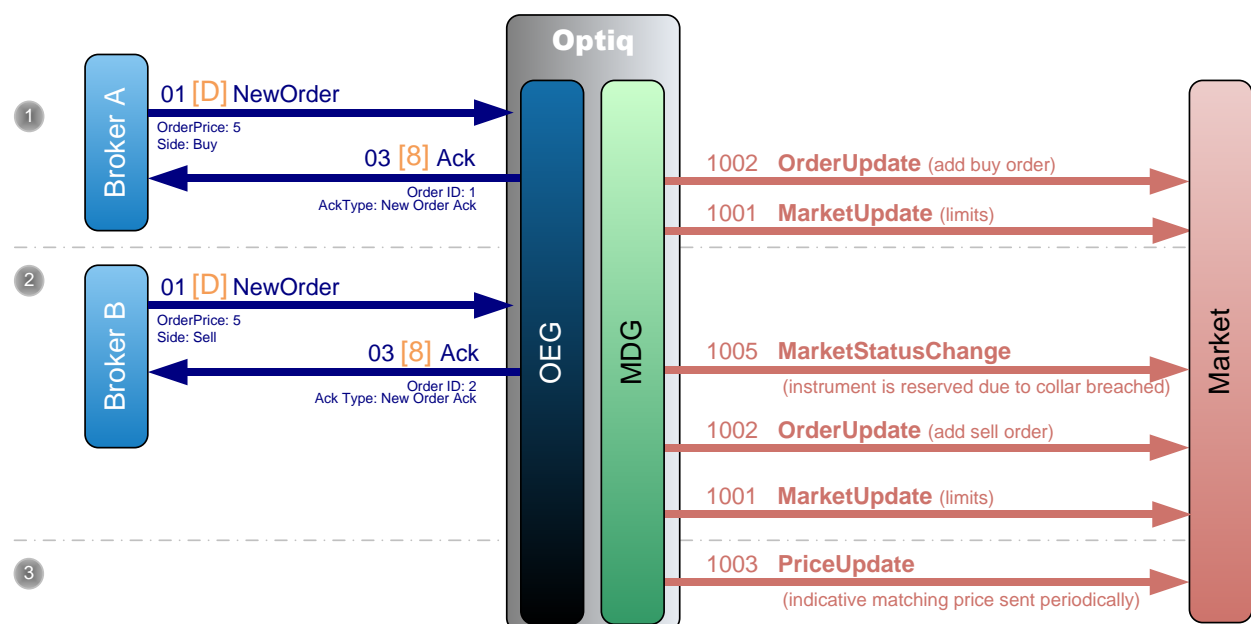 Optiq
1
Broker A
01 [D] NewOrder
OrderPrice: 5
Side: Buy
03 [8] Ack
Order ID: 1
AckType: New Order Ack
1002 OrderUpdate (add buy order)
1001 MarketUpdate (limits)
2
Broker B
01 [D] NewOrder
OrderPrice: 5
Side: Sell
03 [8] Ack
Order ID: 2
Ack Type: New Order Ack
OEG
MDG
Market
1005 MarketStatusChange
(instrument is reserved due to collar breached)
1002 OrderUpdate (add sell order)
1001 MarketUpdate (limits)
3
1003 PriceUpdate
(indicative matching price sent periodically)